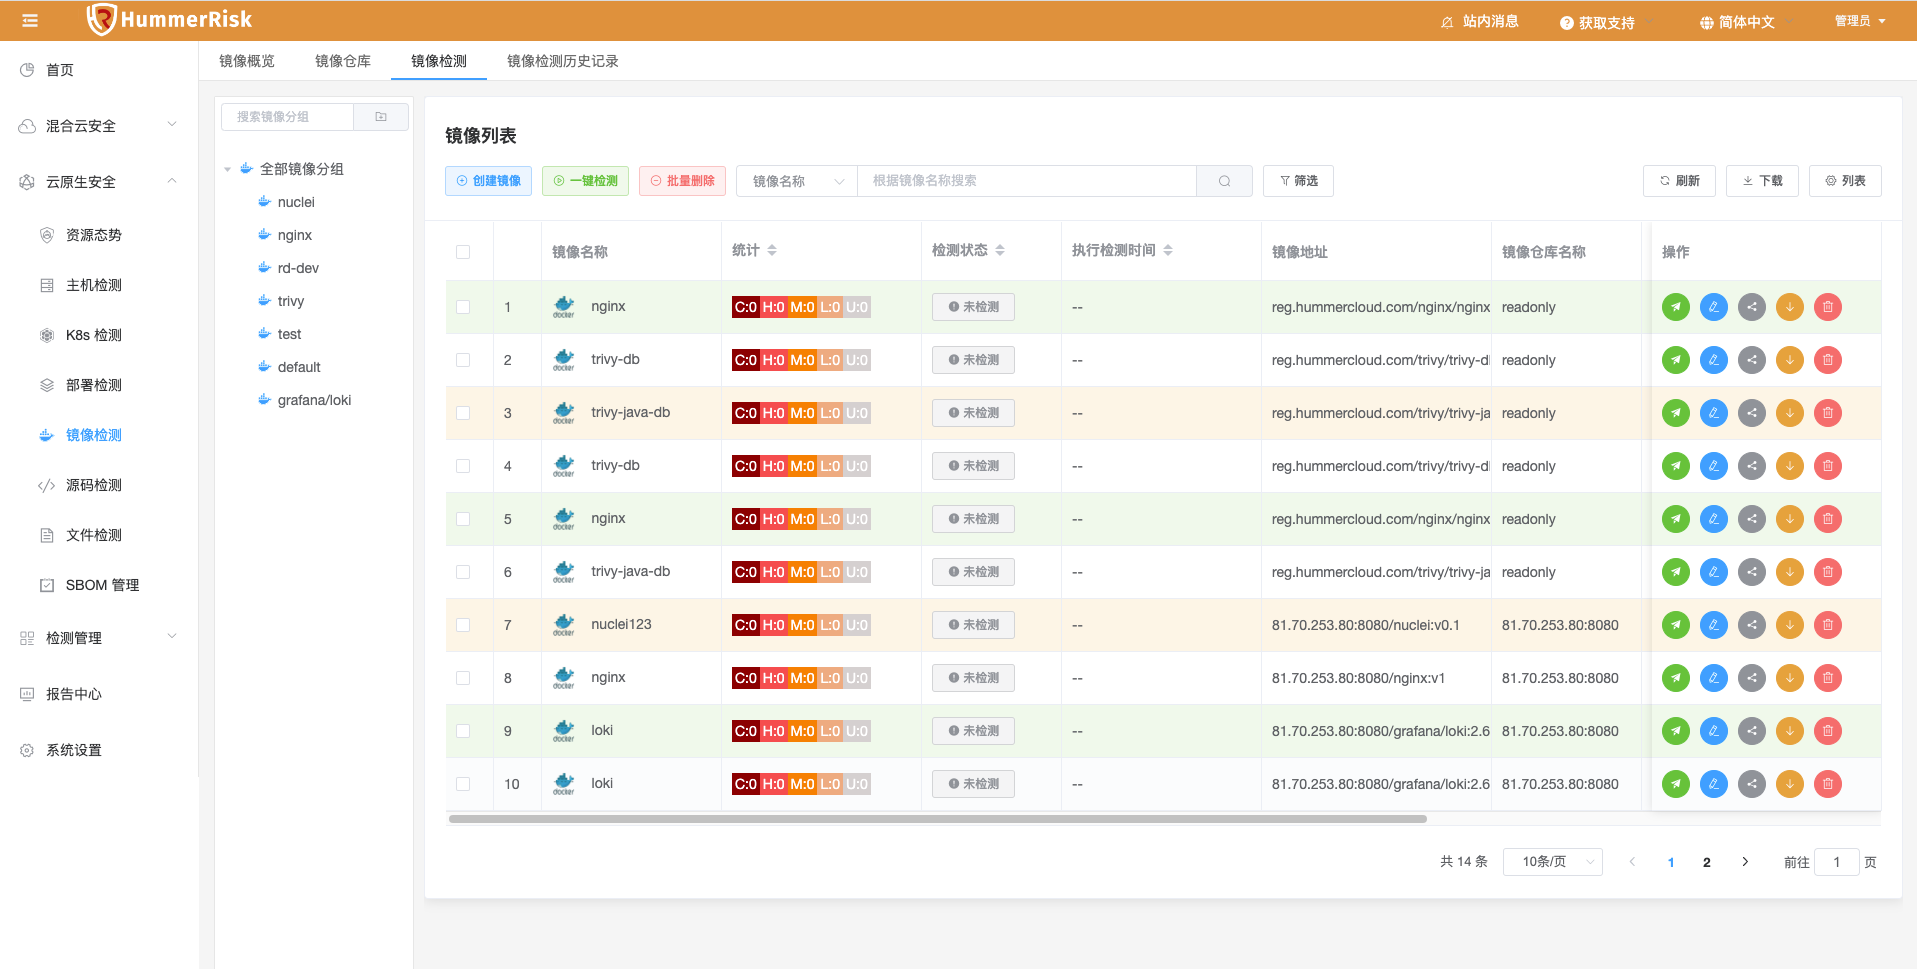 HummerRisk
站内消息
获取支持
简体中文
管理员
首页
混合云安全
云原生安全
资源态势
主机检测
K8s 检测
部署检测
镜像检测
源码检测
文件检测
SBOM 管理
检测管理
报告中心
系统设置
镜像概览
镜像仓库
镜像检测
镜像检测历史记录
搜索镜像分组
全部镜像分组
nuclei
nginx
rd-dev
trivy
test
default
grafana/loki
镜像列表
创建镜像
一键检测
批量删除
镜像名称
根据镜像名称搜索
筛选
刷新
下载
列表
镜像名称 统计 检测状态 执行检测时间 镜像地址 镜像仓库名称 操作
1 docker nginx C:0 H:0 M:0 L:0 U:0 未检测 -- reg.hummercloud.com/nginx/nginx readonly
2 docker trivy-db C:0 H:0 M:0 L:0 U:0 未检测 -- reg.hummercloud.com/trivy/trivy-d readonly
3 docker trivy-java-db C:0 H:0 M:0 L:0 U:0 未检测 -- reg.hummercloud.com/trivy/trivy-ja readonly
4 docker trivy-db C:0 H:0 M:0 L:0 U:0 未检测 -- reg.hummercloud.com/trivy/trivy-d readonly
5 docker nginx C:0 H:0 M:0 L:0 U:0 未检测 -- reg.hummercloud.com/nginx/nginx readonly
6 docker trivy-java-db C:0 H:0 M:0 L:0 U:0 未检测 -- reg.hummercloud.com/trivy/trivy-ja readonly
7 docker nuclei123 C:0 H:0 M:0 L:0 U:0 未检测 -- 81.70.253.80:8080/nuclei:v0.1 81.70.253.80:8080
8 docker nginx C:0 H:0 M:0 L:0 U:0 未检测 -- 81.70.253.80:8080/nginx:v1 81.70.253.80:8080
9 docker loki C:0 H:0 M:0 L:0 U:0 未检测 -- 81.70.253.80:8080/grafana/loki:2.6 81.70.253.80:8080
10 docker loki C:0 H:0 M:0 L:0 U:0 未检测 -- 81.70.253.80:8080/grafana/loki:2.6 81.70.253.80:8080
共 14 条 10条/页 1 2 前往 1 页